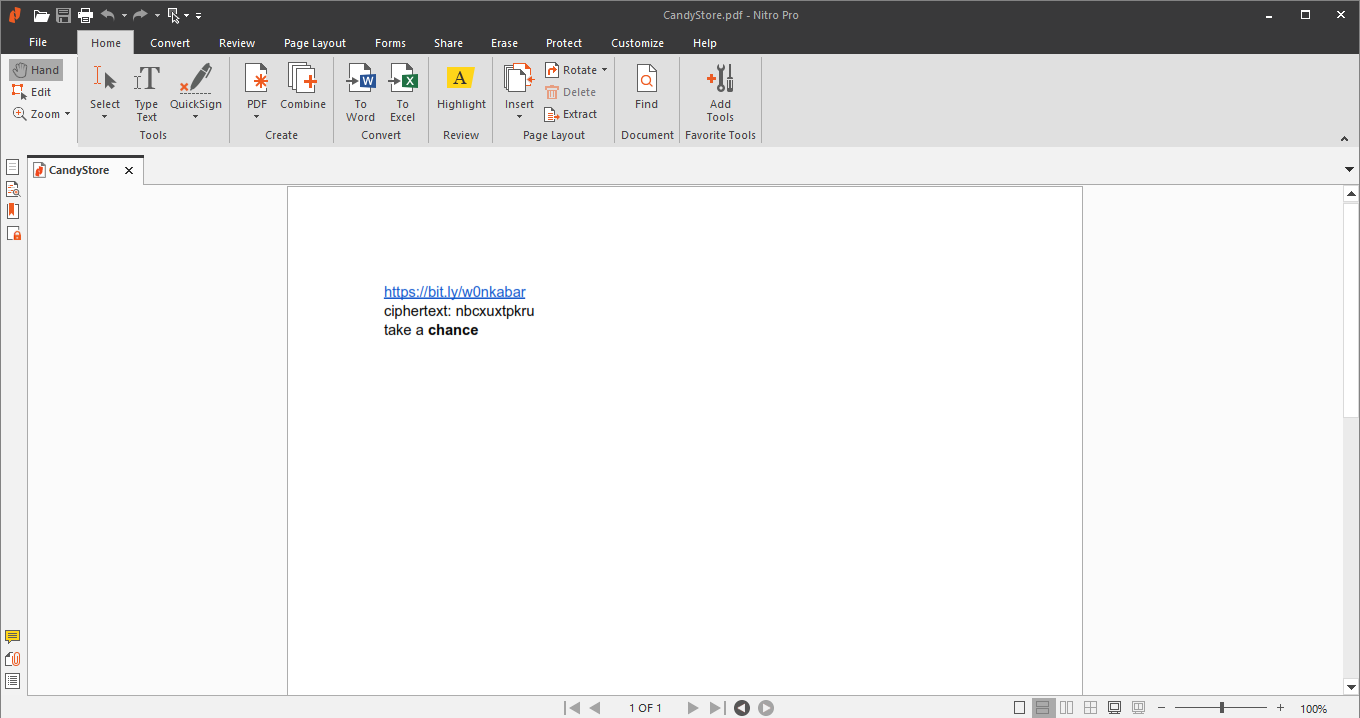 CandyStore.pdf - Nitro Pro
File Home Convert Review Page Layout Forms Share Erase Protect Customize Help
Hand
Edit
Zoom
Select
Type Text
QuickSign
Tools
PDF
Combine
Create
To Word
To Excel
Convert
Highlight
Review
Insert
Rotate
Delete
Extract
Page Layout
Find
Document
Add Tools
Favorite Tools
CandyStore
https://bit.ly/w0nkabar
ciphertext: nbcxuxtpkru
take a chance
1 OF 1
100%